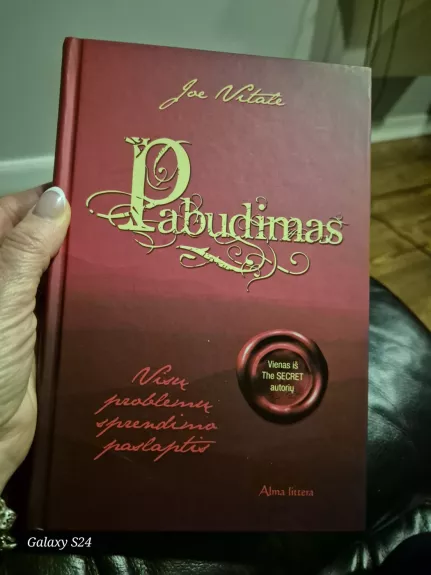 Joe Vitale
Pabudimas
Vienas iš
The SECRET
autorių
Visų
problemų
sprendimo
paslaptis
Alma littera
Galaxy S24